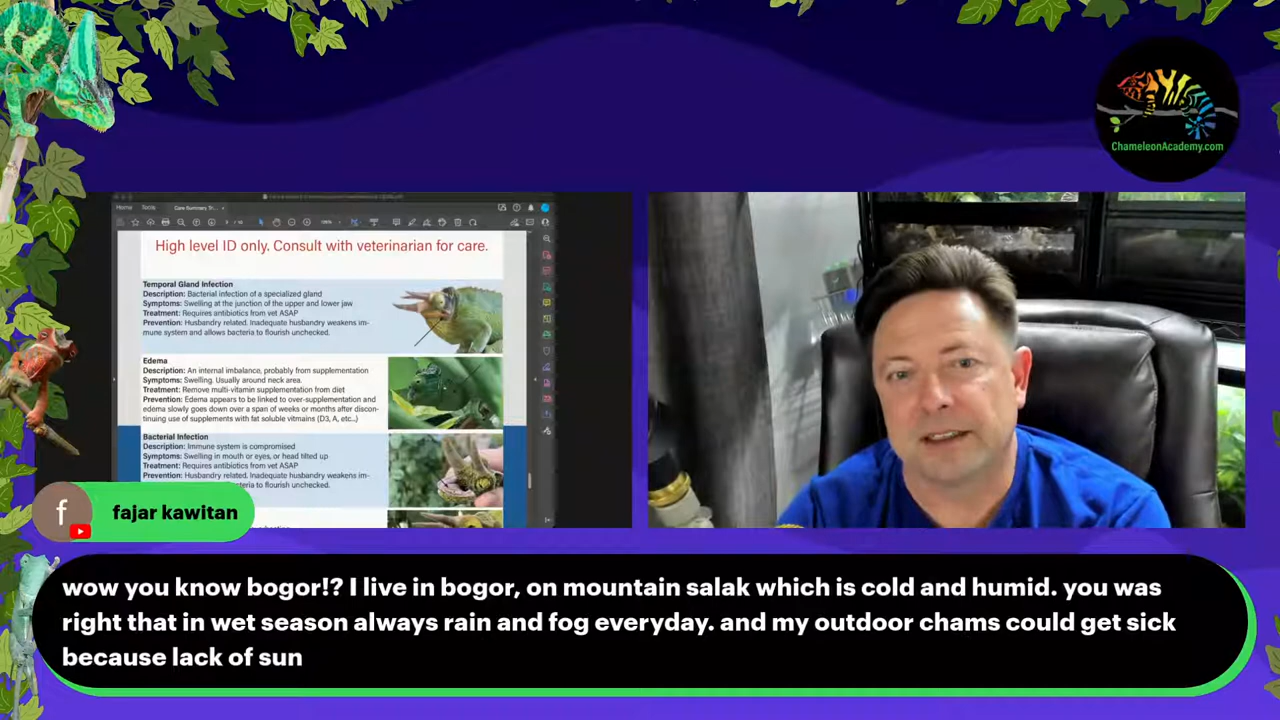 ChameleonAcademy.com
Home Tools Care Summary Tri...
High level ID only. Consult with veterinarian for care.
Temporal Gland Infection
Description: Bacterial infection of a specialized gland
Symptoms: Swelling at the junction of the upper and lower jaw
Treatment: Requires antibiotics from vet ASAP
Prevention: Husbandry related. Inadequate husbandry weakens im-
mune system and allows bacteria to flourish unchecked.
Edema
Description: An internal imbalance, probably from supplementation
Symptoms: Swelling. Usually around neck area.
Treatment: Remove multi-vitamin supplementation from diet
Prevention: Edema appears to be linked to over-supplementation and
edema slowly goes down over a span of weeks or months after discon-
tinuing use of supplements with fat soluble vitmains (D3, A, etc...)
Bacterial Infection
Description: Immune system is compromised
Symptoms: Swelling in mouth or eyes, or head tilted up
Treatment: Requires antibiotics from vet ASAP
Prevention: Husbandry related. Inadequate husbandry weakens im-
bacteria to flourish unchecked.
f
fajar kawitan
wow you know bogor!? I live in bogor, on mountain salak which is cold and humid. you was
right that in wet season always rain and fog everyday. and my outdoor chams could get sick
because lack of sun